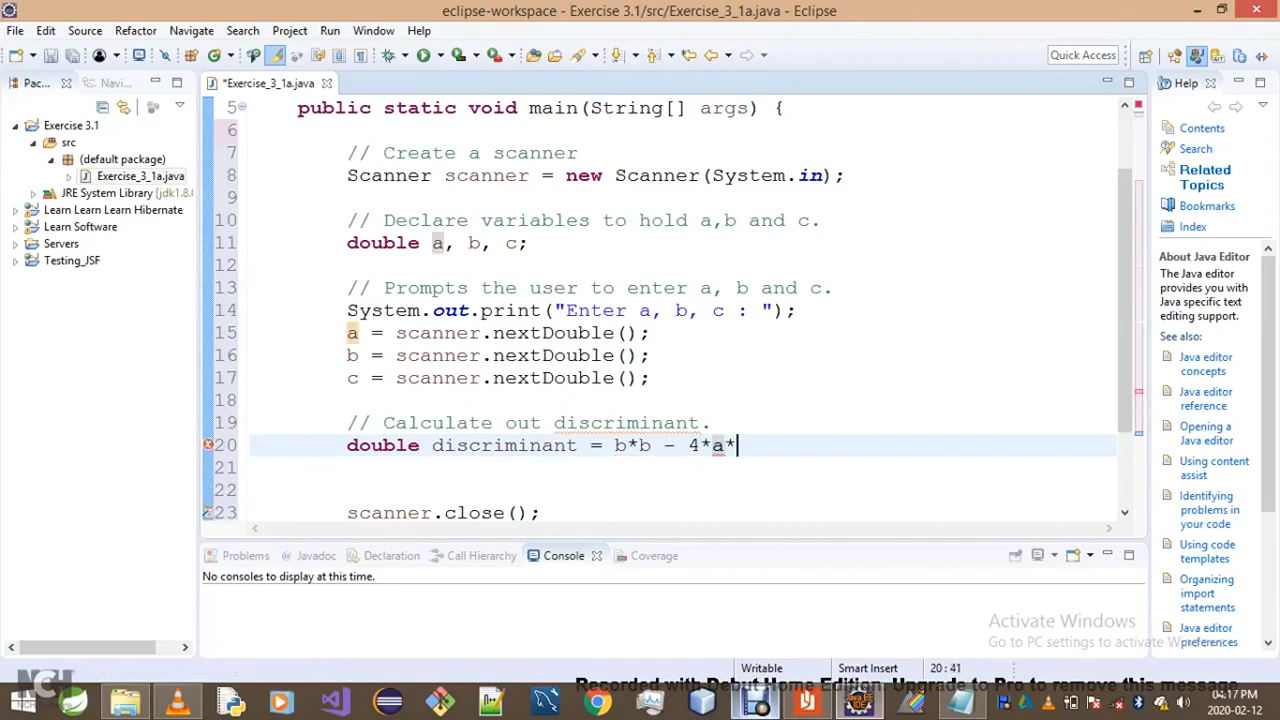 eclipse-workspace - Exercise 3.1/src/Exercise_3_1a.java - Eclipse
File Edit Source Refactor Navigate Search Project Run Window Help
Quick Access
Pac...
Navi...
*Exercise_3_1a.java
Help
Exercise 3.1
src
(default package)
Exercise_3_1a.java
JRE System Library [jdk1.8.0
Learn Learn Learn Hibernate
Learn Software
Servers
Testing_JSF
5 public static void main(String[] args) {
6
7 // Create a scanner
8 Scanner scanner = new Scanner(System.in);
9
10 // Declare variables to hold a,b and c.
11 double a, b, c;
12
13 // Prompts the user to enter a, b and c.
14 System.out.print("Enter a, b, c : ");
15 a = scanner.nextDouble();
16 b = scanner.nextDouble();
17 c = scanner.nextDouble();
18
19 // Calculate out discriminant.
20 double discriminant = b*b - 4*a*
21
22
23 scanner.close();
Contents
Search
Related
Topics
Bookmarks
Index
About Java Editor
The Java editor
provides you with
Java specific text
editing support.
See also:
Java editor
concepts
Java editor
reference
Opening a
Java editor
Using content
assist
Identifying
problems in
your code
Using code
templates
Organizing
import
statements
Java editor
preferences
Problems
Javadoc
Declaration
Call Hierarchy
Console
Coverage
No consoles to display at this time.
Activate Windows
Go to PC settings to activate Windows.
Writable
Smart Insert
20 : 41
NCH
Recorded with Debut Home Edition. Upgrade to Pro to remove this message
04:17 PM
2020-02-12